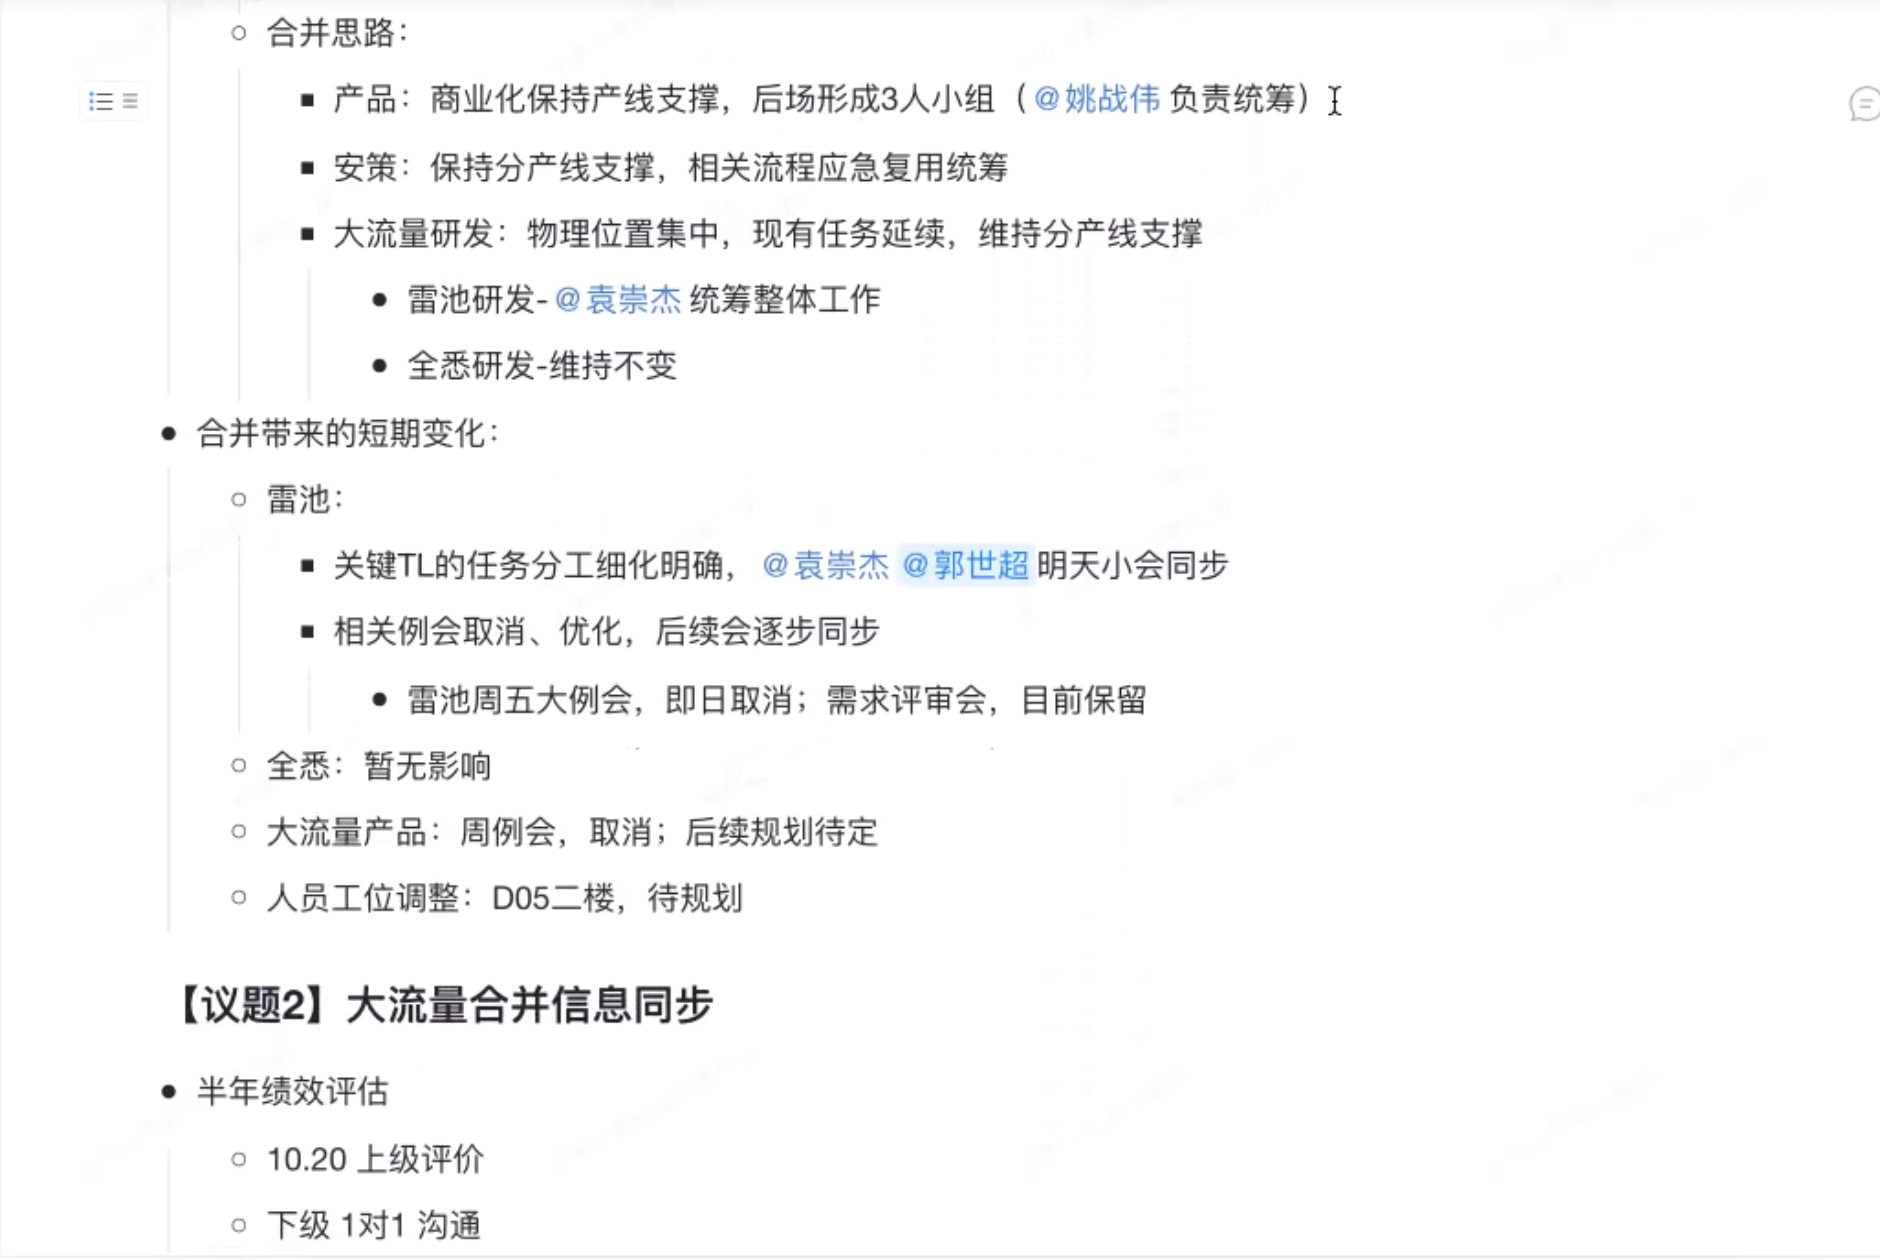 合并思路：
产品：商业化保持产线支撑，后场形成3人小组（@姚战伟 负责统筹）
安策：保持分产线支撑，相关流程应急复用统筹
大流量研发：物理位置集中，现有任务延续，维持分产线支撑
雷池研发-@袁崇杰 统筹整体工作
全悉研发-维持不变
合并带来的短期变化：
雷池：
关键TL的任务分工细化明确，@袁崇杰 @郭世超 明天小会同步
相关例会取消、优化，后续会逐步同步
雷池周五大例会，即日取消；需求评审会，目前保留
全悉：暂无影响
大流量产品：周例会，取消；后续规划待定
人员工位调整：D05二楼，待规划
【议题2】大流量合并信息同步
半年绩效评估
10.20 上级评价
下级 1对1 沟通